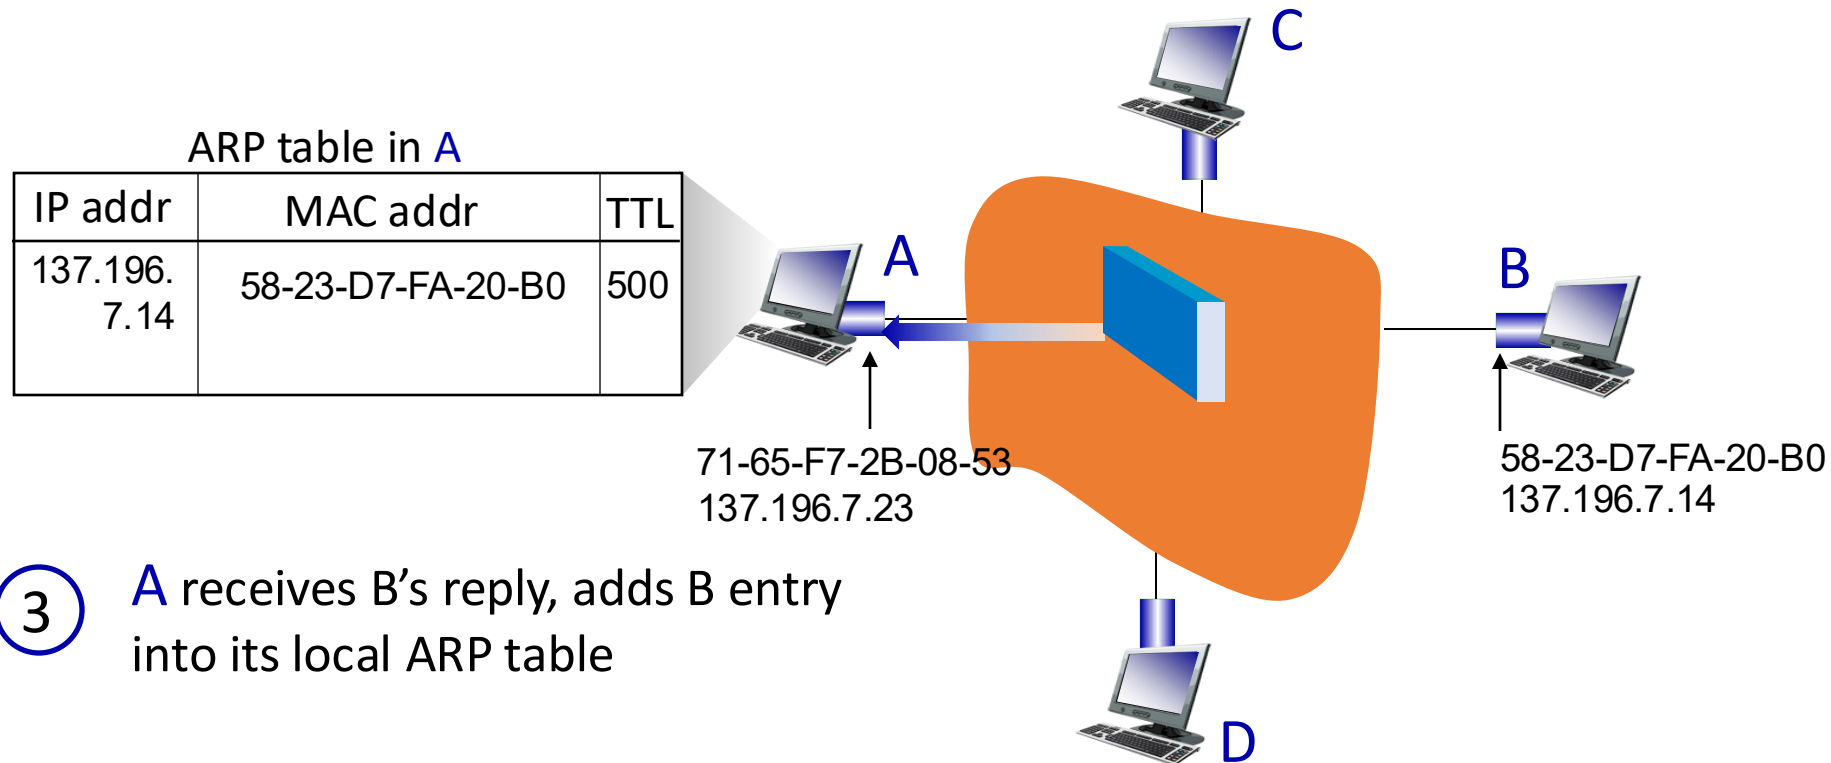 C
ARP table in A
IP addr MAC addr TTL
137.196.
7.14
58-23-D7-FA-20-B0 500
A
B
71-65-F7-2B-08-53
137.196.7.23
58-23-D7-FA-20-B0
137.196.7.14
3
A receives B’s reply, adds B entry
into its local ARP table
D